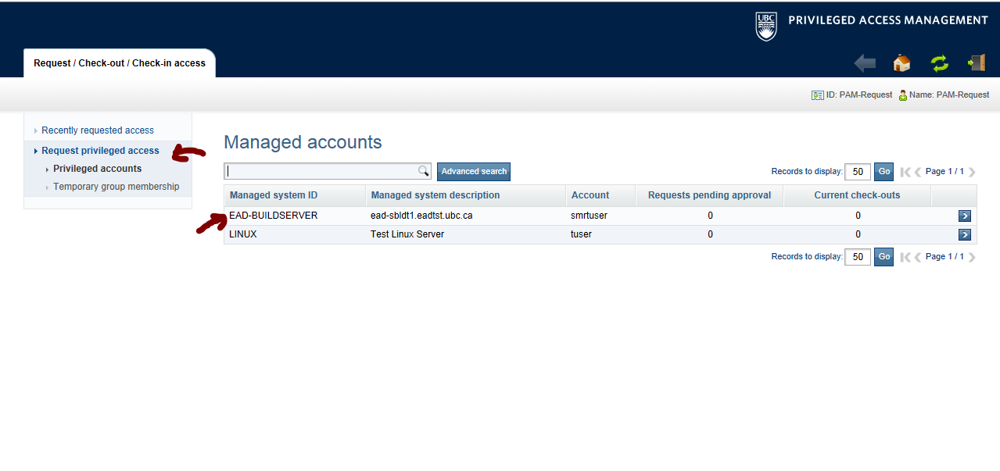 UBC
PRIVILEGED ACCESS MANAGEMENT
Request / Check-out / Check-in access
ID: PAM-Request Name: PAM-Request
Recently requested access
Request privileged access
Privileged accounts
Temporary group membership
Managed accounts
Advanced search Records to display: 50 Go Page 1 / 1
Managed system ID Managed system description Account Requests pending approval Current check-outs
EAD-BUILDSERVER ead-sbldt1.eadtst.ubc.ca smrtuser 0 0
LINUX Test Linux Server tuser 0 0
Records to display: 50 Go Page 1 / 1